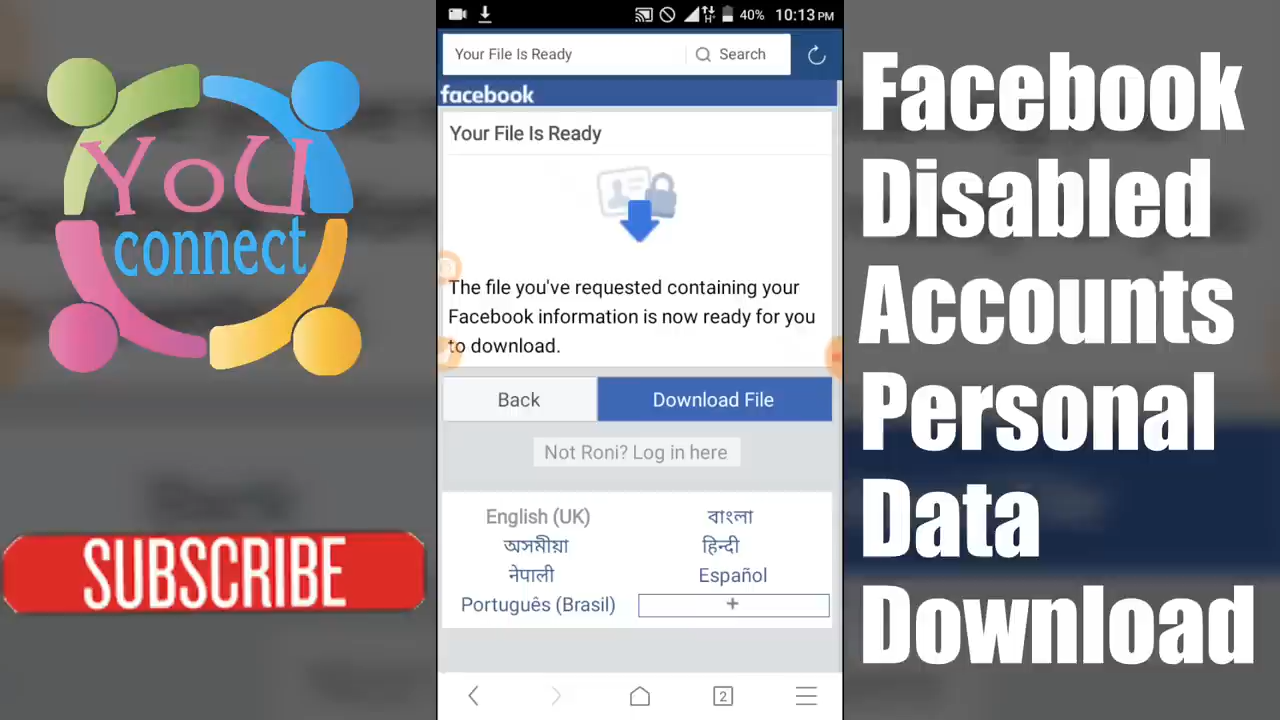 YoU
connect
SUBSCRIBE
H+ 40% 10:13 PM
Your File Is Ready Search
facebook
Your File Is Ready
The file you've requested containing your
Facebook information is now ready for you
to download.
Back Download File
Not Roni? Log in here
English (UK) বাংলা
অসমীয়া हिन्दी
नेपाली Español
Português (Brasil) +
2
Facebook
Disabled
Accounts
Personal
Data
Download